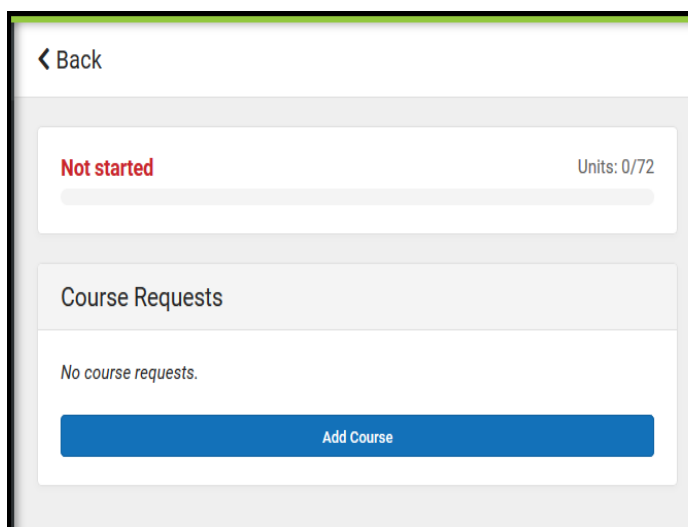 Back
Not started
Units: 0/72
Course Requests
No course requests.
Add Course